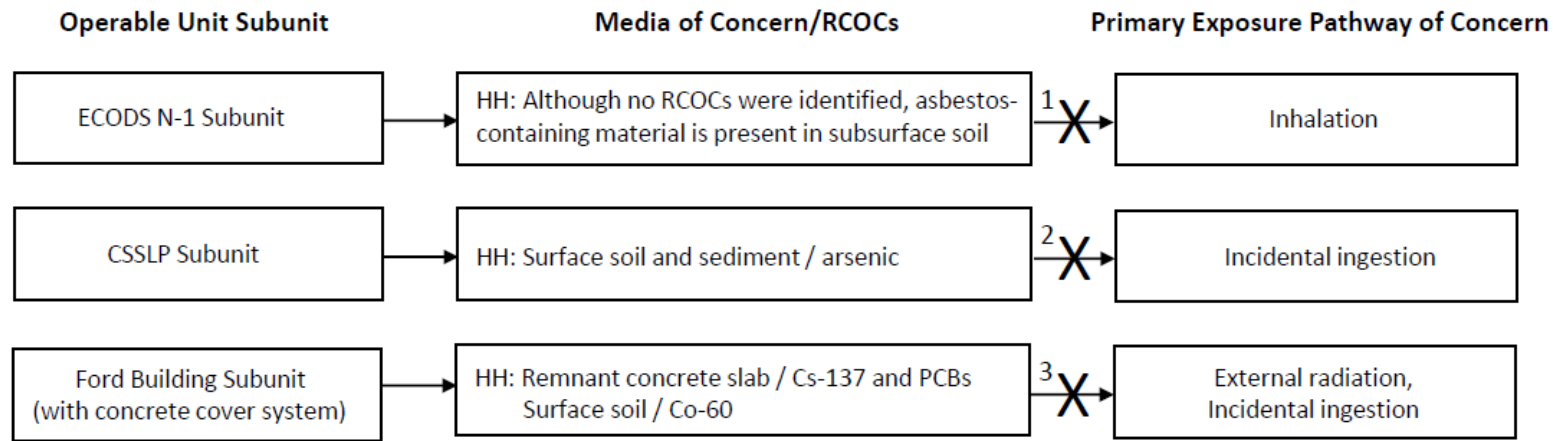 Operable Unit Subunit
Media of Concern/RCOCs
Primary Exposure Pathway of Concern
ECODS N-1 Subunit
HH: Although no RCOCs were identified, asbestos-
containing material is present in subsurface soil
1
X
Inhalation
CSSLP Subunit
HH: Surface soil and sediment / arsenic
2
X
Incidental ingestion
Ford Building Subunit
(with concrete cover system)
HH: Remnant concrete slab / Cs-137 and PCBs
Surface soil / Co-60
3
X
External radiation,
Incidental ingestion